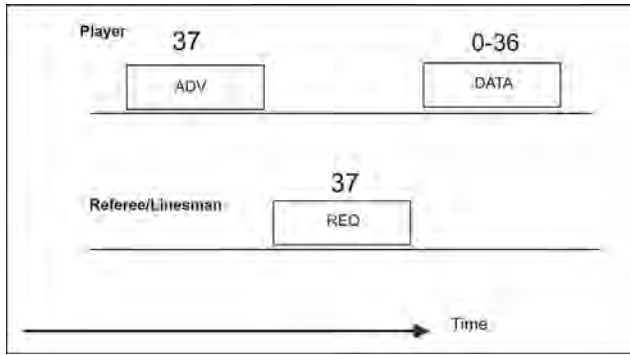 Player
37
0-36
ADV
DATA
37
Referee/Linesman
REQ
Time